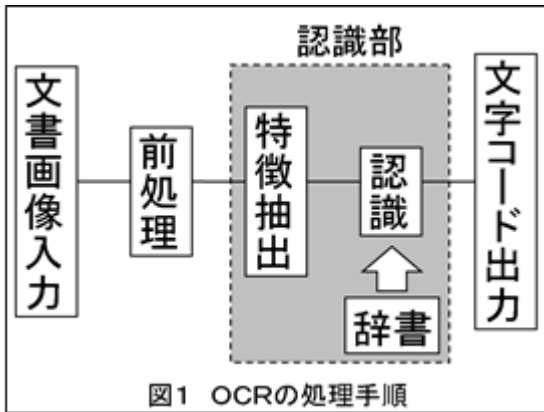 認識部
文書画像入力
前処理
特徴抽出
認識
辞書
文字コード出力
図1 OCRの処理手順